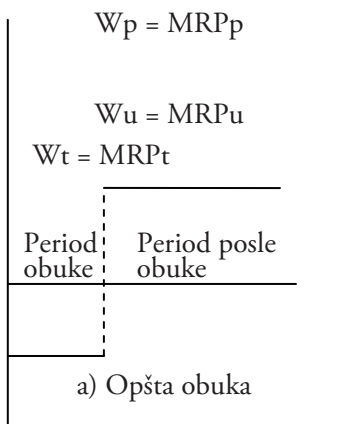 Wp = MRPp
Wu = MRPu
Wt = MRPt
Period
obuke
Period posle
obuke
a) Opšta obuka